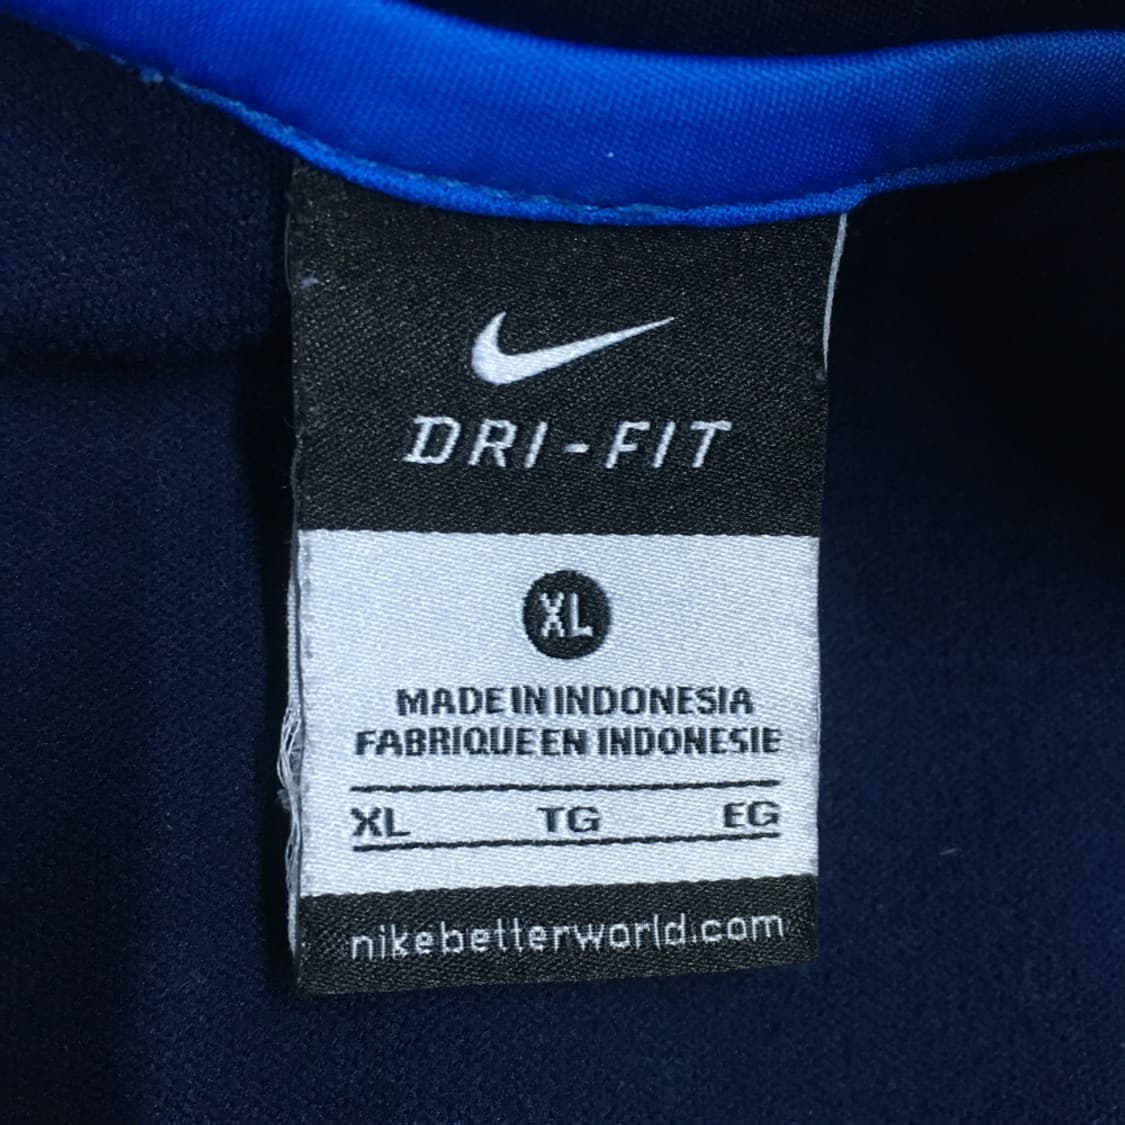 DRI-FIT
XL
MADE IN INDONESIA
FABRIQUE EN INDONESIE
XL TG EG
nikebetterworld.com